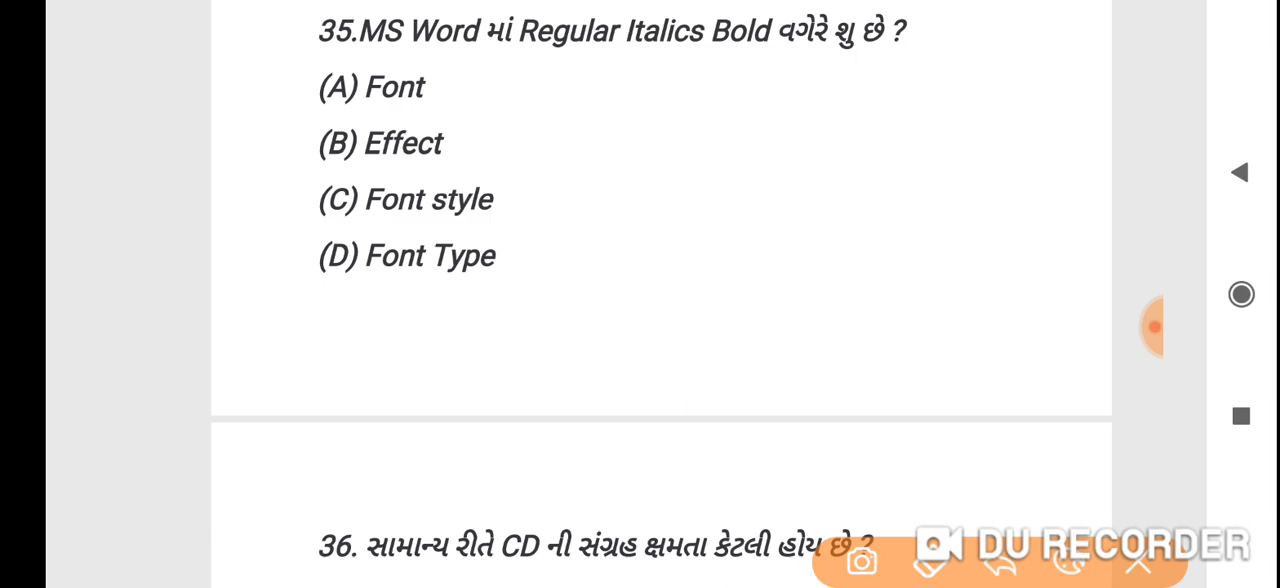 35.MS Word માં Regular Italics Bold વગેરે શુ છે ?
(A) Font
(B) Effect
(C) Font style
(D) Font Type
36. સામાન્ય રીતે CD ની સંગ્રહ ક્ષમતા કેટલી હોય છે ?
DU RECORDER